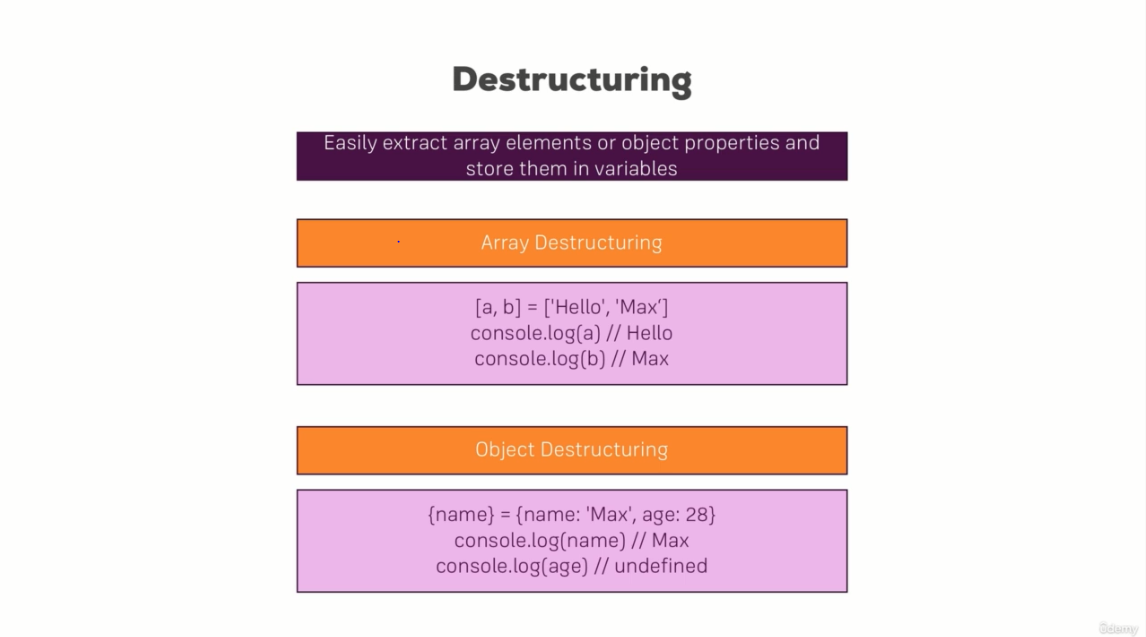 Destructuring
Easily extract array elements or object properties and
store them in variables
Array Destructuring
[a, b] = ['Hello', 'Max’]
console.log(a) // Hello
console.log(b) // Max
Object Destructuring
{name} = {name: 'Max', age: 28}
console.log(name) // Max
console.log(age) // undefined
ûdemy